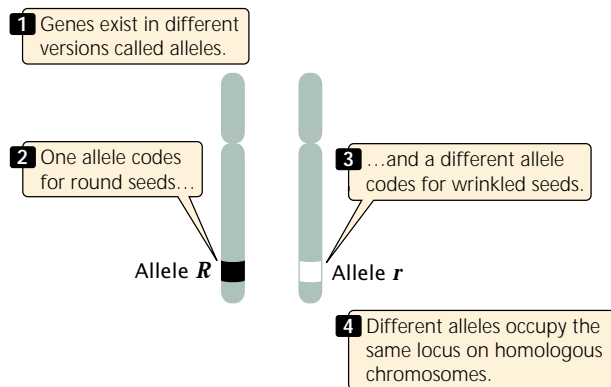 1 Genes exist in different
versions called alleles.
2 One allele codes
for round seeds…
3 …and a different allele
codes for wrinkled seeds.
Allele R
Allele r
4 Different alleles occupy the
same locus on homologous
chromosomes.